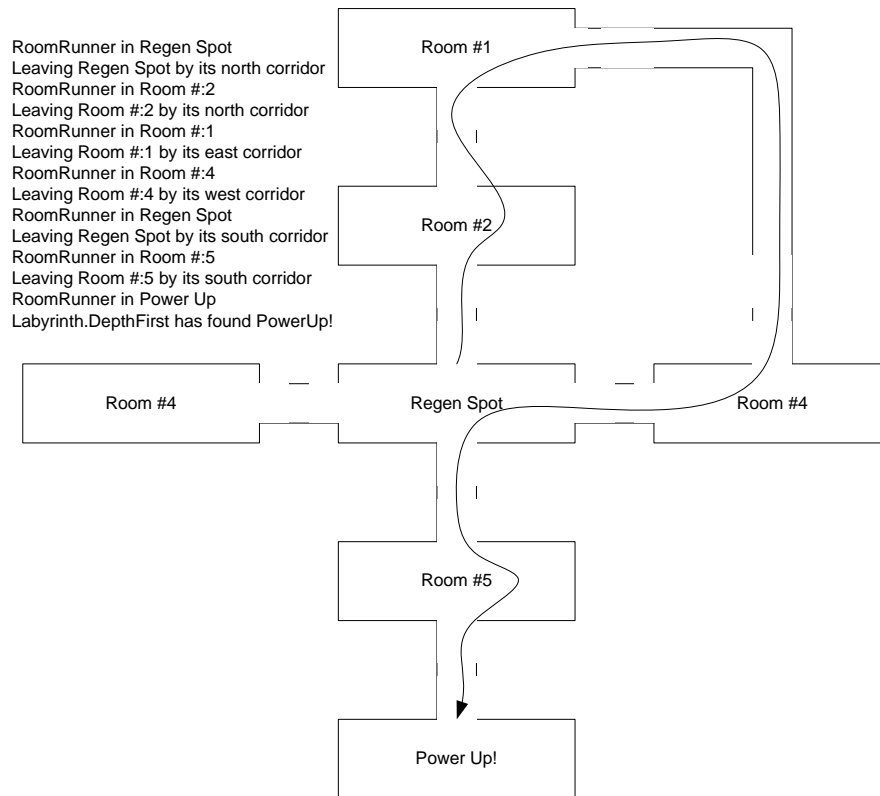 RoomRunner in Regen Spot
Leaving Regen Spot by its north corridor
RoomRunner in Room #:2
Leaving Room #:2 by its north corridor
RoomRunner in Room #:1
Leaving Room #:1 by its east corridor
RoomRunner in Room #:4
Leaving Room #:4 by its west corridor
RoomRunner in Regen Spot
Leaving Regen Spot by its south corridor
RoomRunner in Room #:5
Leaving Room #:5 by its south corridor
RoomRunner in Power Up
Labyrinth.DepthFirst has found PowerUp!
Room #1
Room #2
Room #4
Regen Spot
Room #4
Room #5
Power Up!